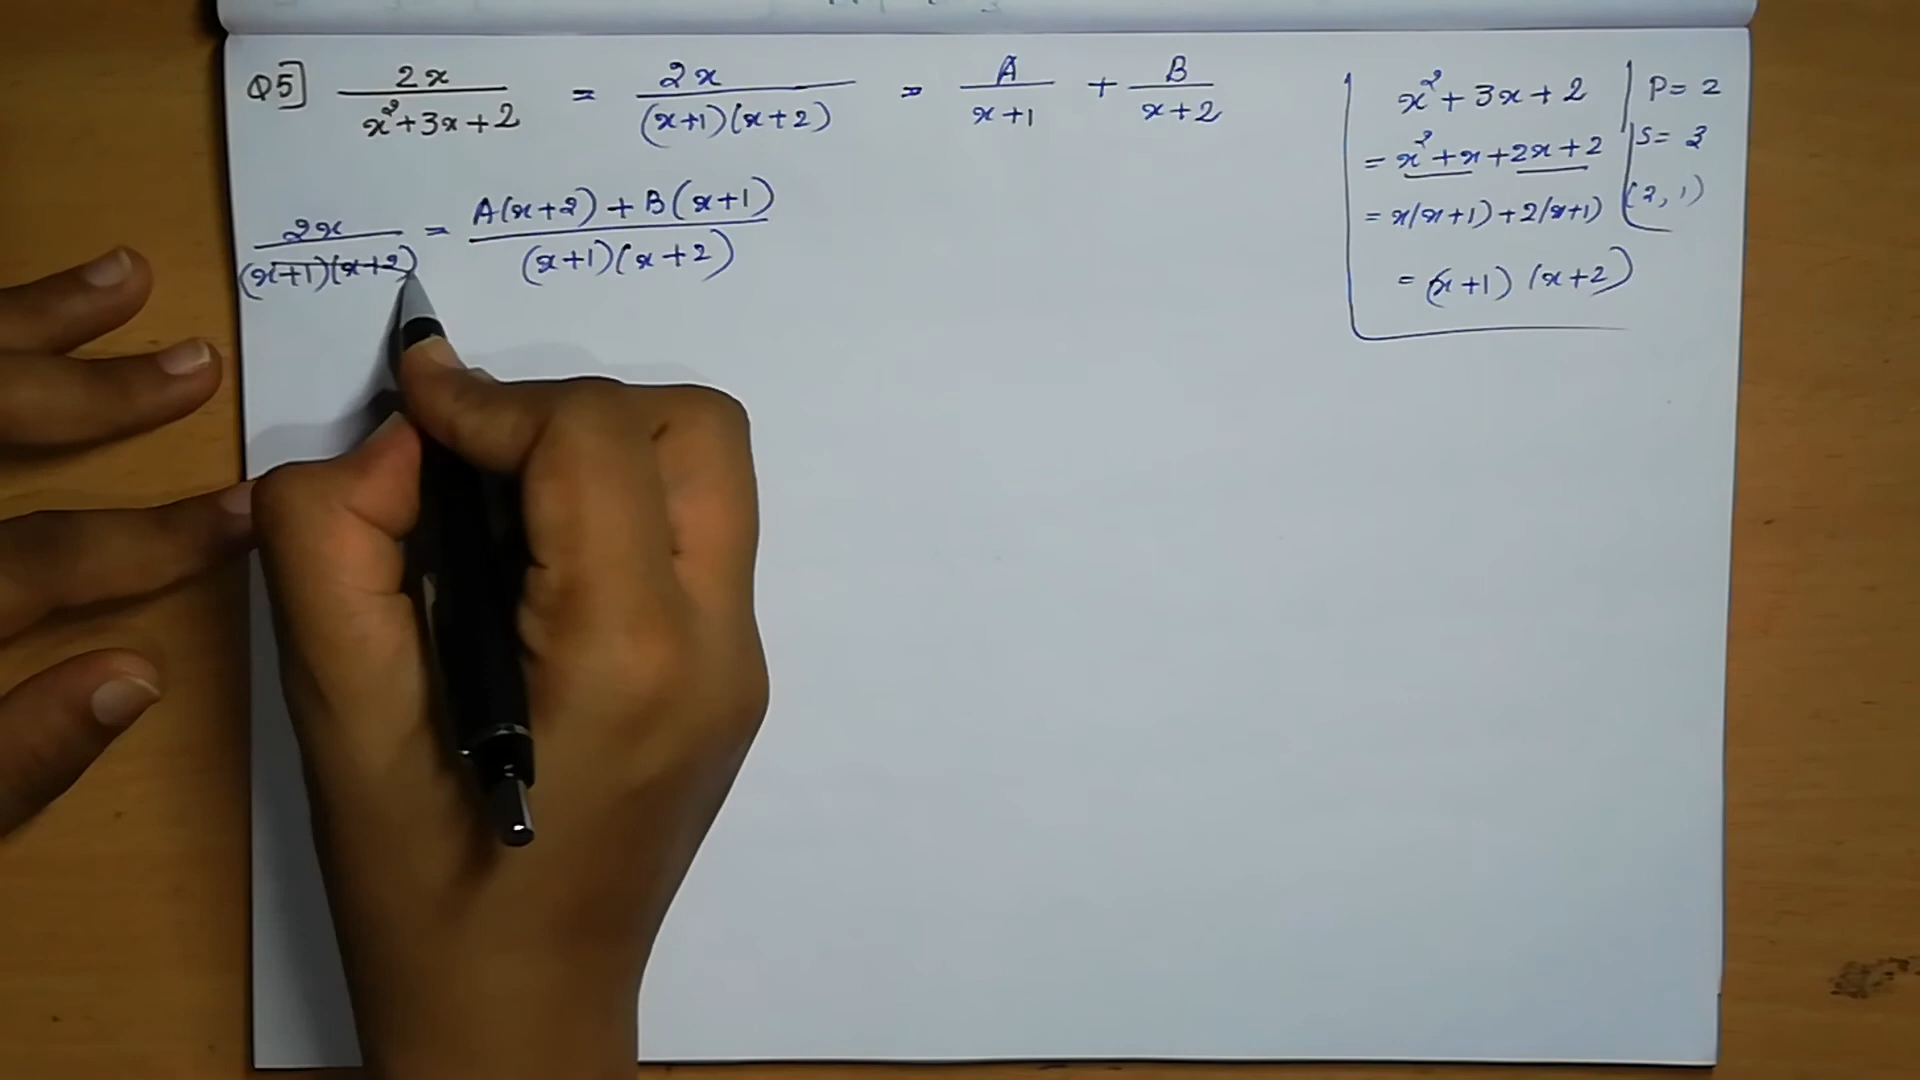 Q5] 2x / x²+3x+2 = 2x / (x+1)(x+2) = A / x+1 + B / x+2
2x / (x+1)(x+2) = A(x+2) + B(x+1) / (x+1)(x+2)
x²+3x+2
= x²+x+2x+2
= x(x+1)+2(x+1)
= (x+1) (x+2)
P= 2
S= 3
(2, 1)